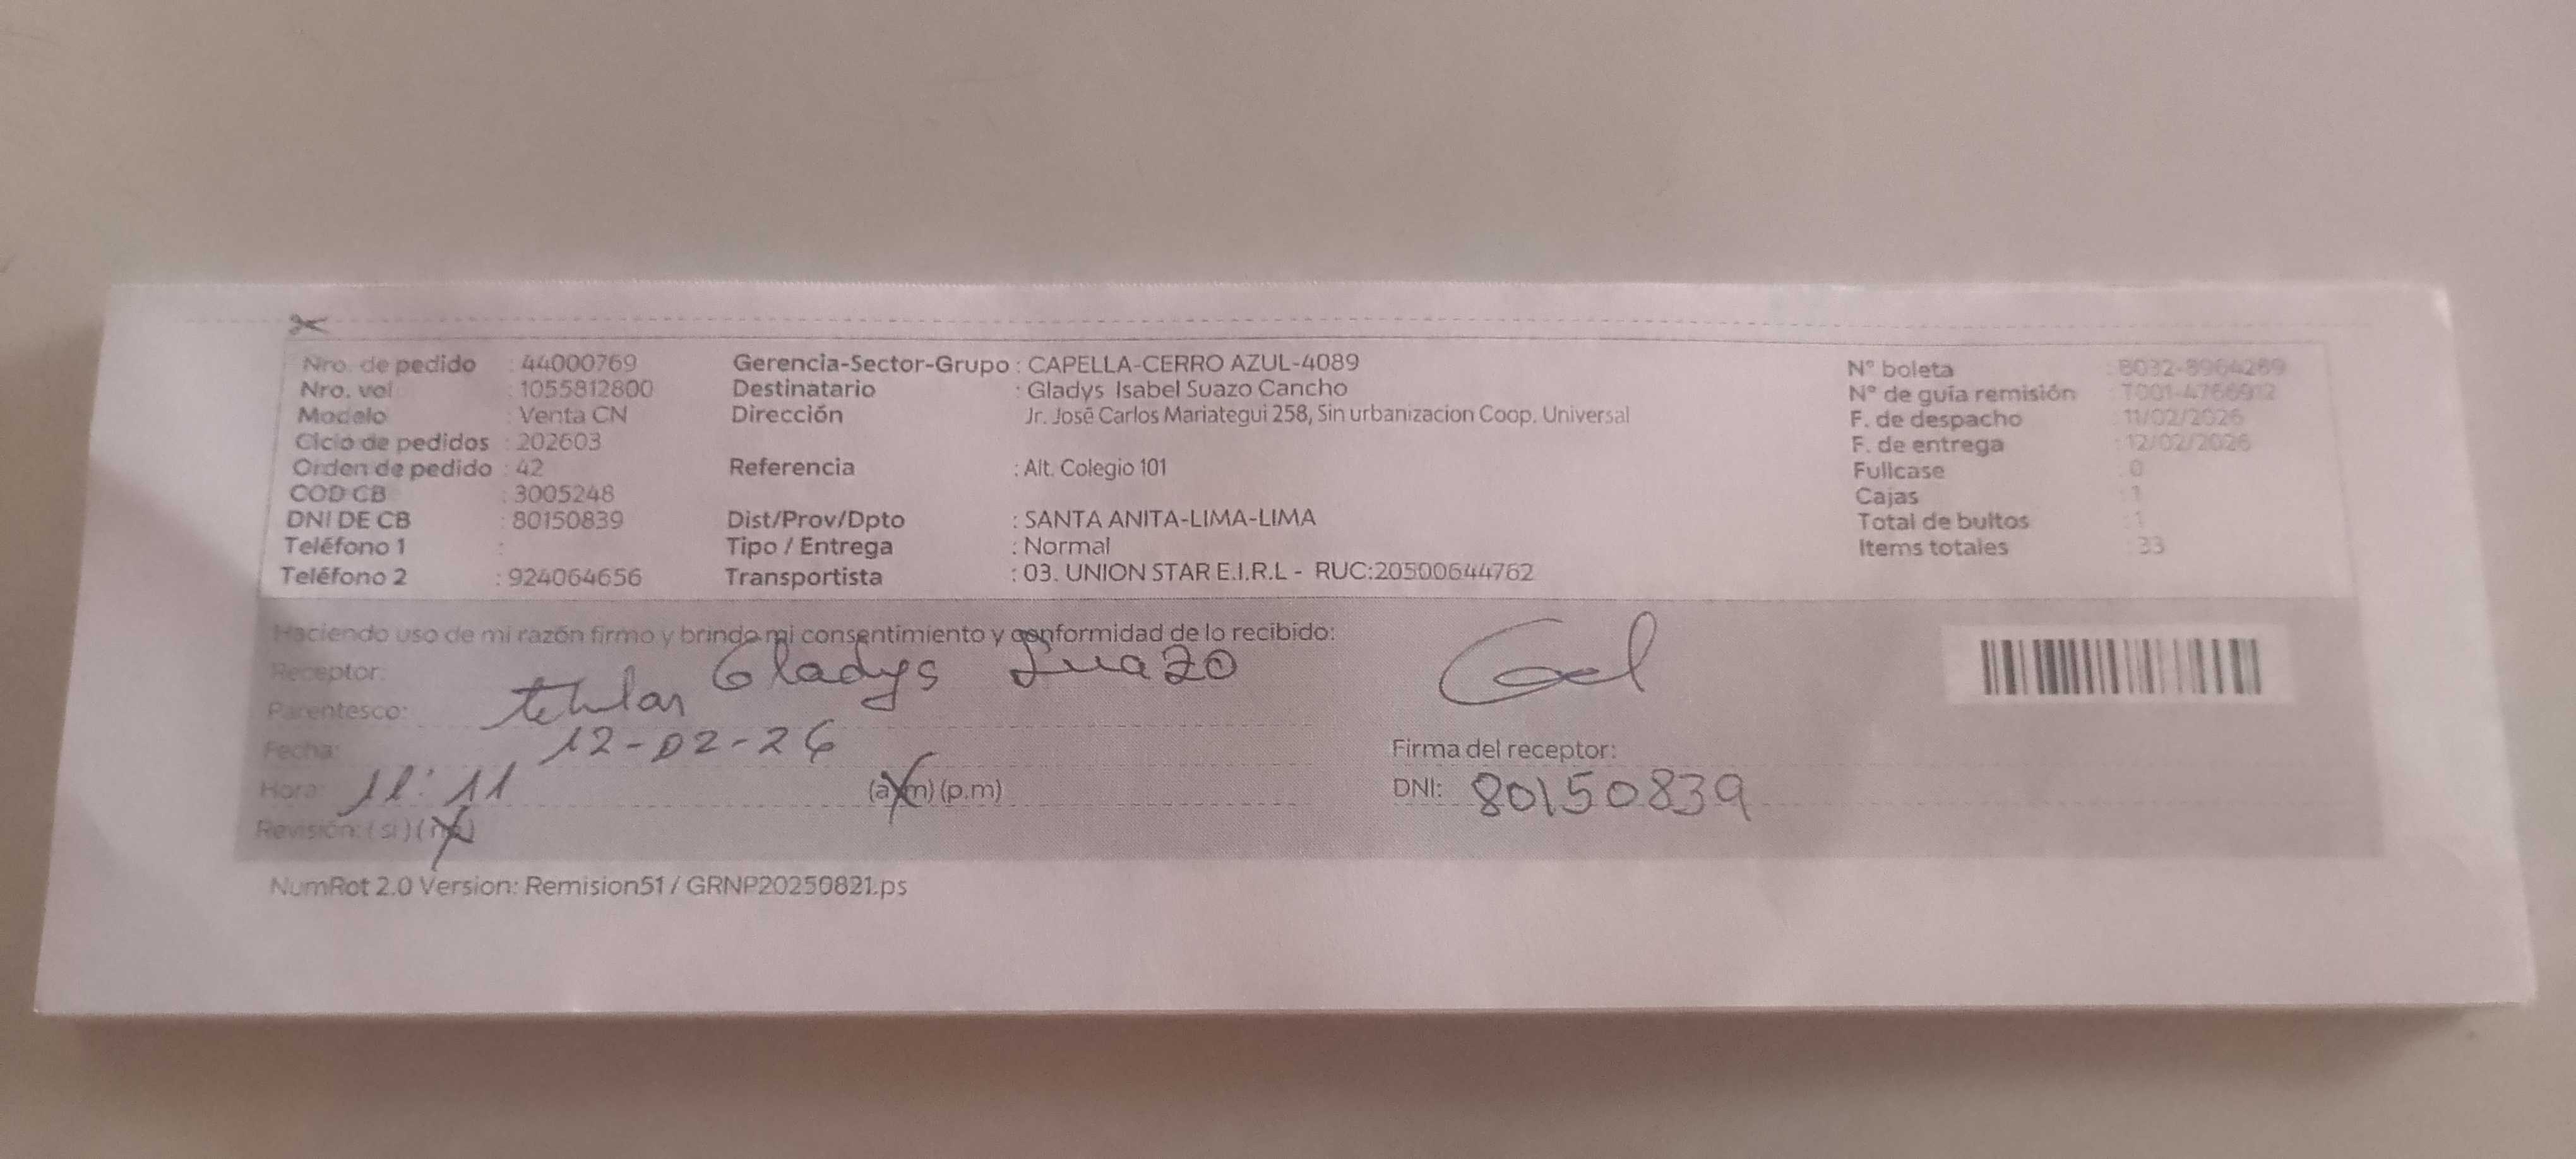 Nro. de pedido : 44000769 Gerencia-Sector-Grupo : CAPELLA-CERRO AZUL-4089 N° boleta : B032-8964289
Nro. vol : 1055812800 Destinatario : Gladys Isabel Suazo Cancho N° de guía remisión : T001-4766912
Modelo : Venta CN Dirección Jr. José Carlos Mariategui 258, Sin urbanizacion Coop. Universal F. de despacho : 11/02/2026
Ciclo de pedidos : 202603 F. de entrega : 12/02/2026
Orden de pedido : 42 Referencia : Alt. Colegio 101 Fullcase : 0
COD CB : 3005248 Cajas : 1
DNI DE CB : 80150839 Dist/Prov/Dpto : SANTA ANITA-LIMA-LIMA Total de bultos : 1
Teléfono 1 : Tipo / Entrega : Normal Items totales : 33
Teléfono 2 : 924064656 Transportista : 03. UNION STAR E.I.R.L - RUC:20500644762
Haciendo uso de mi razón firmo y brindo mi consentimiento y conformidad de lo recibido:
Receptor: Gladys Suazo
Parentesco: titular
Fecha: 12-02-26 Firma del receptor:
Hora: 11:11 (a.m) (p.m) DNI: 80150839
Revisión: (si) (no)
NumRot 2.0 Version: Remision51 / GRNP20250821.ps